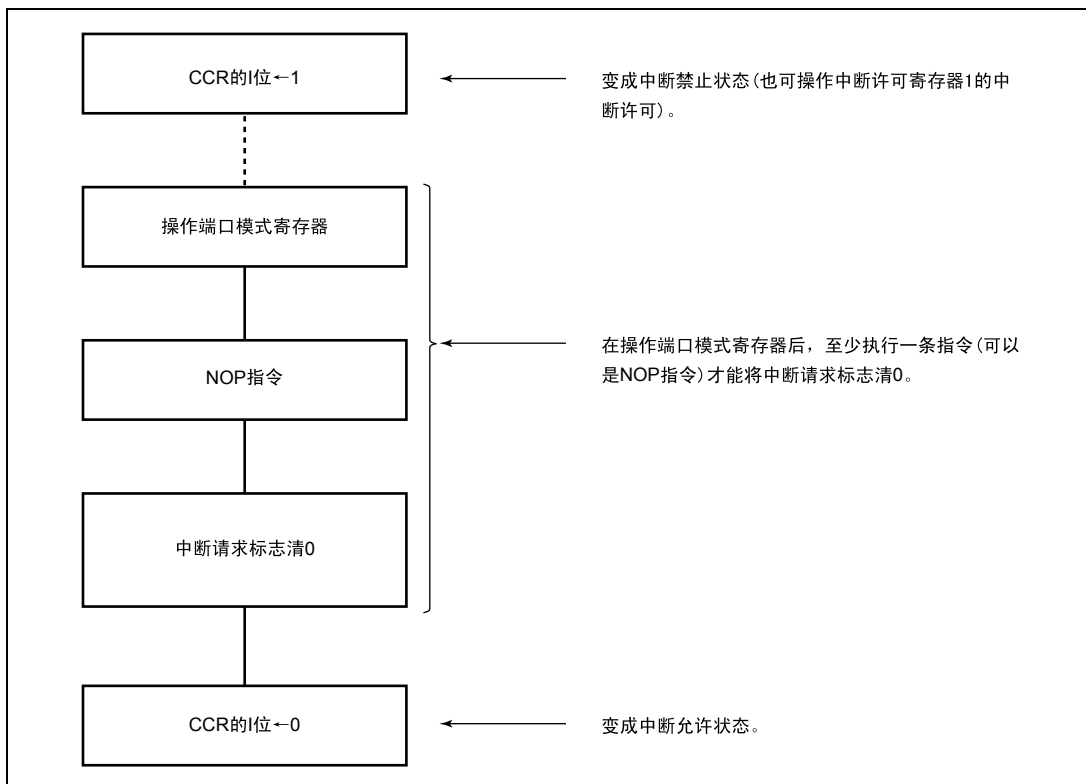 CCR的I位←1
变成中断禁止状态(也可操作中断许可寄存器1的中
断许可)。
操作端口模式寄存器
NOP指令
在操作端口模式寄存器后，至少执行一条指令(可以
是NOP指令)才能将中断请求标志清0。
中断请求标志清0
CCR的I位←0
变成中断允许状态。